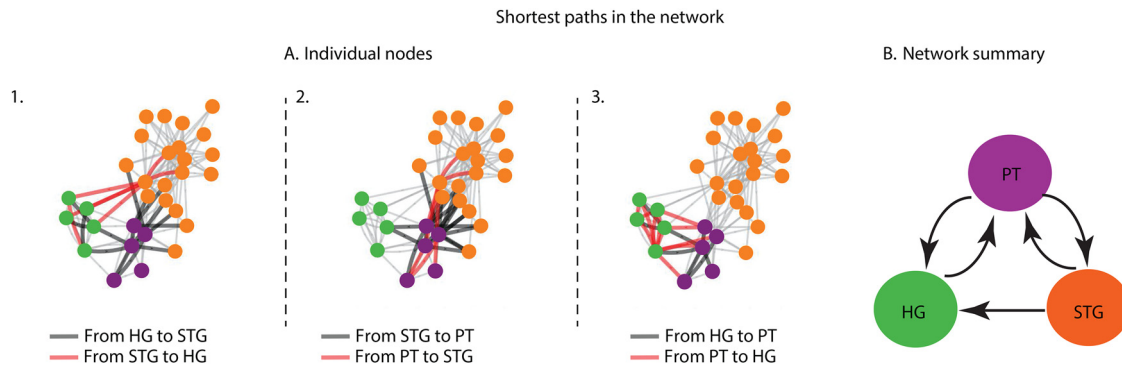 Shortest paths in the network
A. Individual nodes
B. Network summary
1.
2.
3.
PT
HG
STG
From HG to STG
From STG to HG
From STG to PT
From PT to STG
From HG to PT
From PT to HG